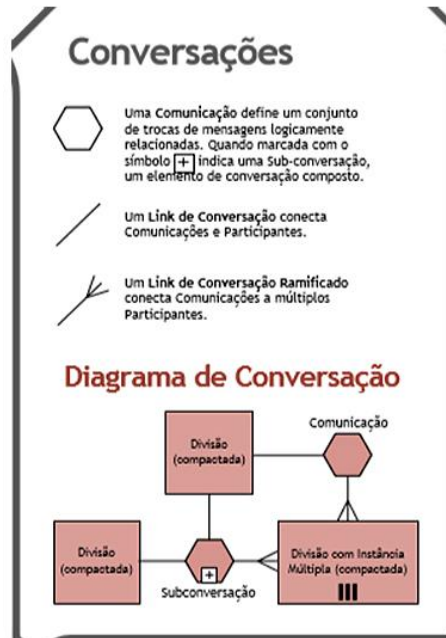 Conversações
Uma Comunicação define um conjunto
de trocas de mensagens logicamente
relacionadas. Quando marcada com o
símbolo + indica uma Sub-conversação,
um elemento de conversação composto.
Um Link de Conversação conecta
Comunicações e Participantes.
Um Link de Conversação Ramificado
conecta Comunicações a múltiplos
Participantes.
Diagrama de Conversação
Comunicação
Divisão
(compactada)
Divisão
(compactada)
+
Subconversação
Divisão com Instância
Múltipla (compactada)